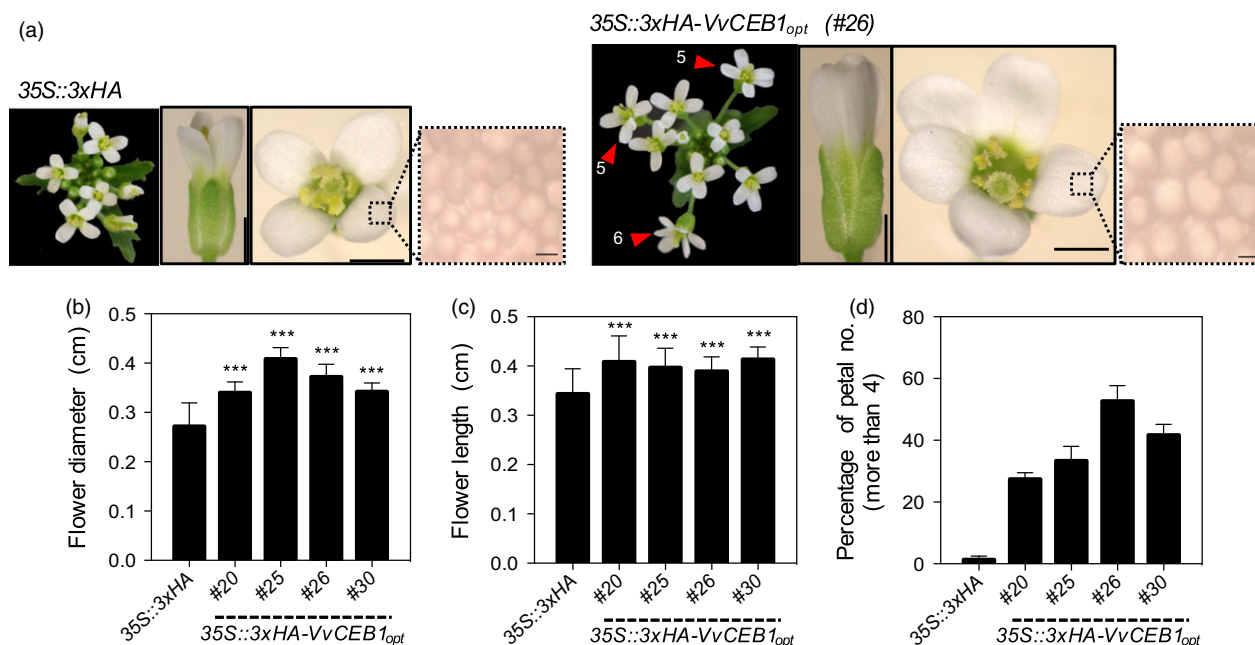 (a)
35S::3xHA
35S::3xHA-VvCEB1opt (#26)
5
5
6
(b)
Flower diameter (cm)
0.5
0.4
0.3
0.2
0.1
0.0
***
***
***
***
35S::3xHA
#20
#25
#26
#30
35S::3xHA-VvCEB1opt
(c)
Flower length (cm)
0.5
0.4
0.3
0.2
0.1
0.0
***
***
***
***
35S::3xHA
#20
#25
#26
#30
35S::3xHA-VvCEB1opt
(d)
Percentage of petal no.
(more than 4)
80
60
40
20
0
35S::3xHA
#20
#25
#26
#30
35S::3xHA-VvCEB1opt